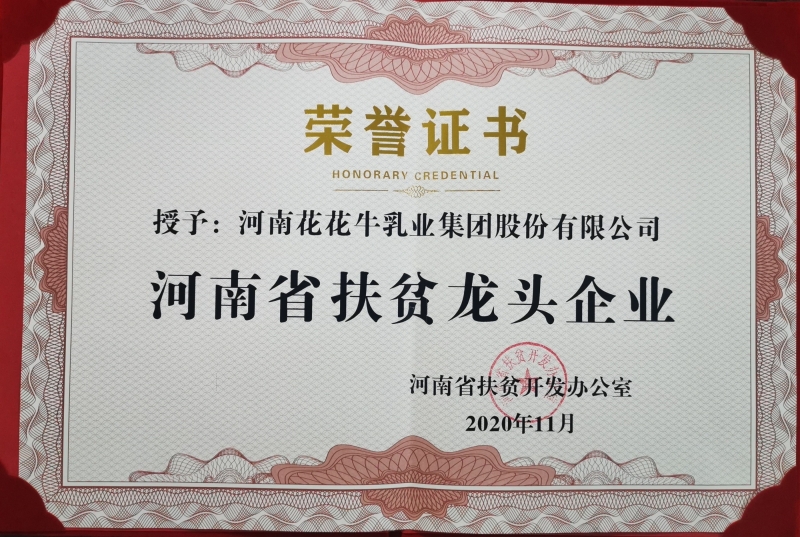 荣誉证书
HONORARY CREDENTIAL
授予：河南花花牛乳业集团股份有限公司
河南省扶贫龙头企业
河南省扶贫开发办公室
2020年11月